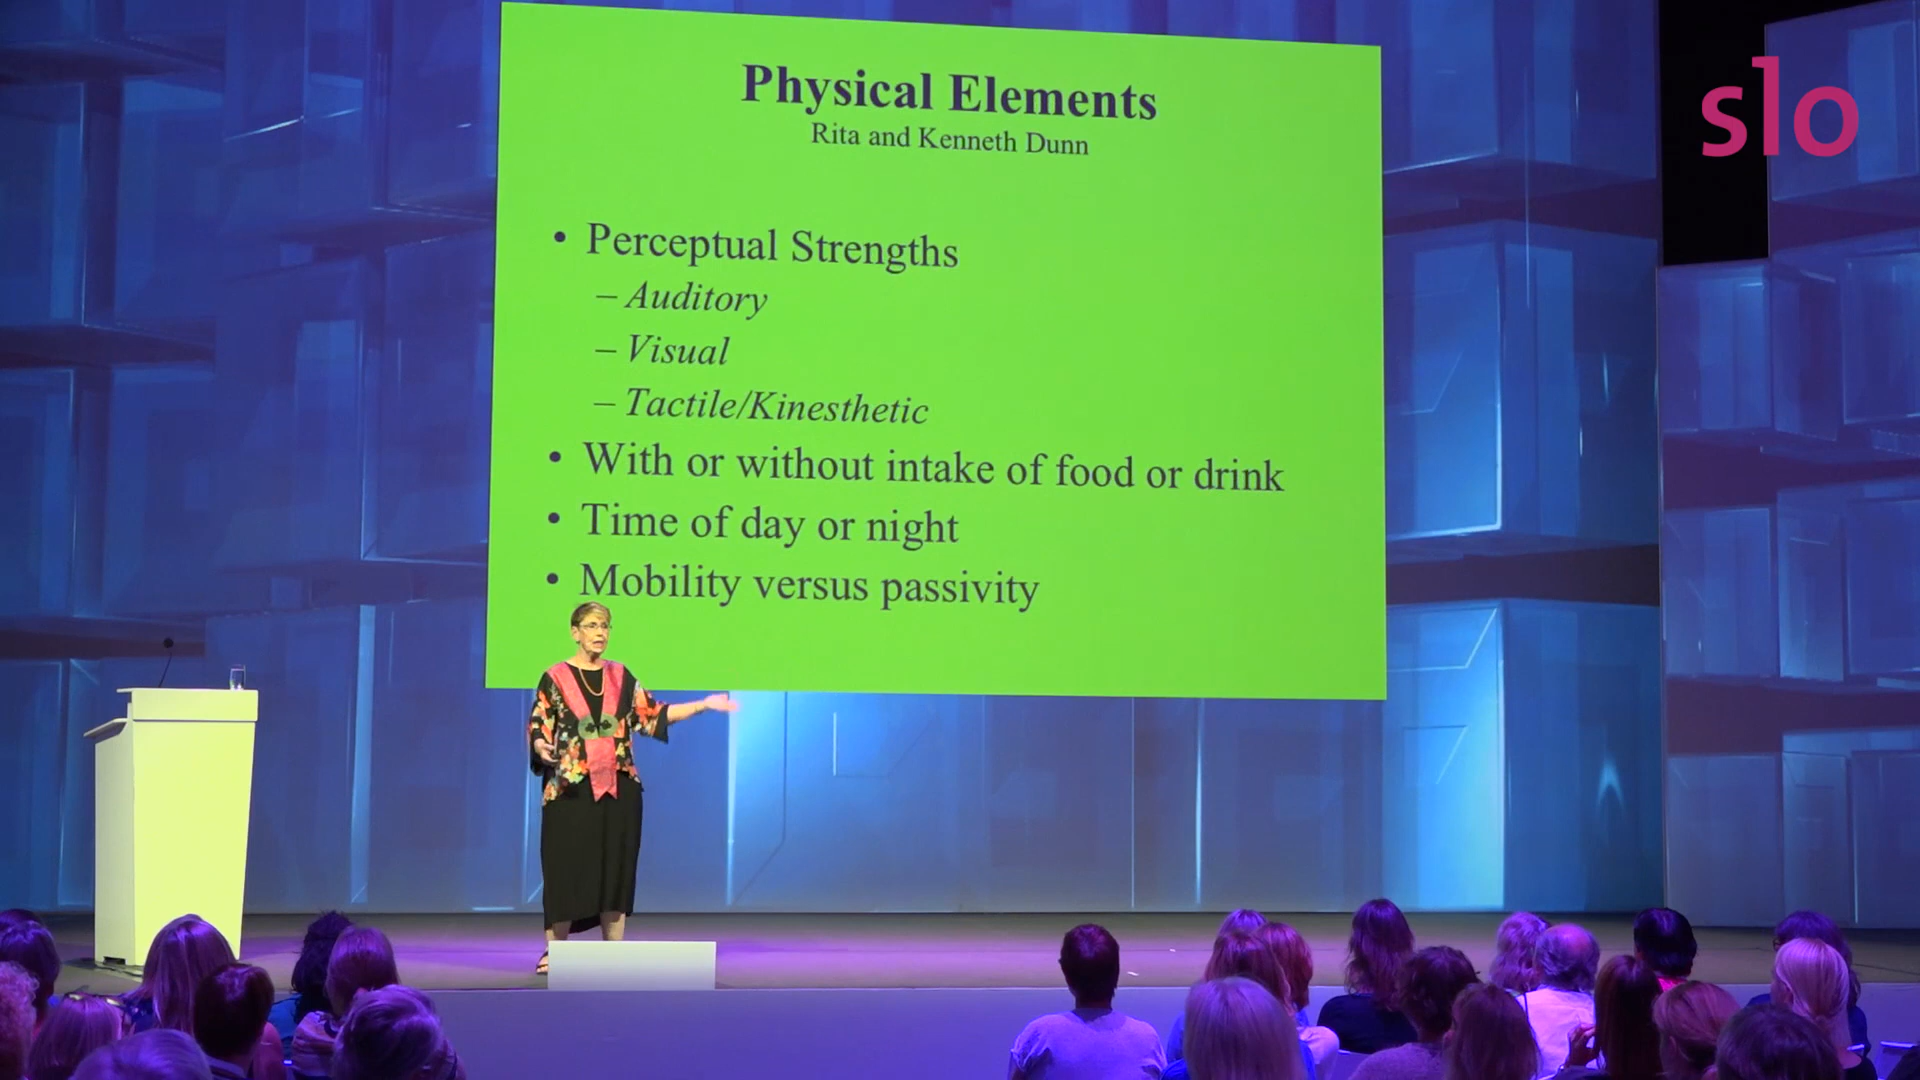 Physical Elements
Rita and Kenneth Dunn
• Perceptual Strengths
– Auditory
– Visual
– Tactile/Kinesthetic
• With or without intake of food or drink
• Time of day or night
• Mobility versus passivity
slo